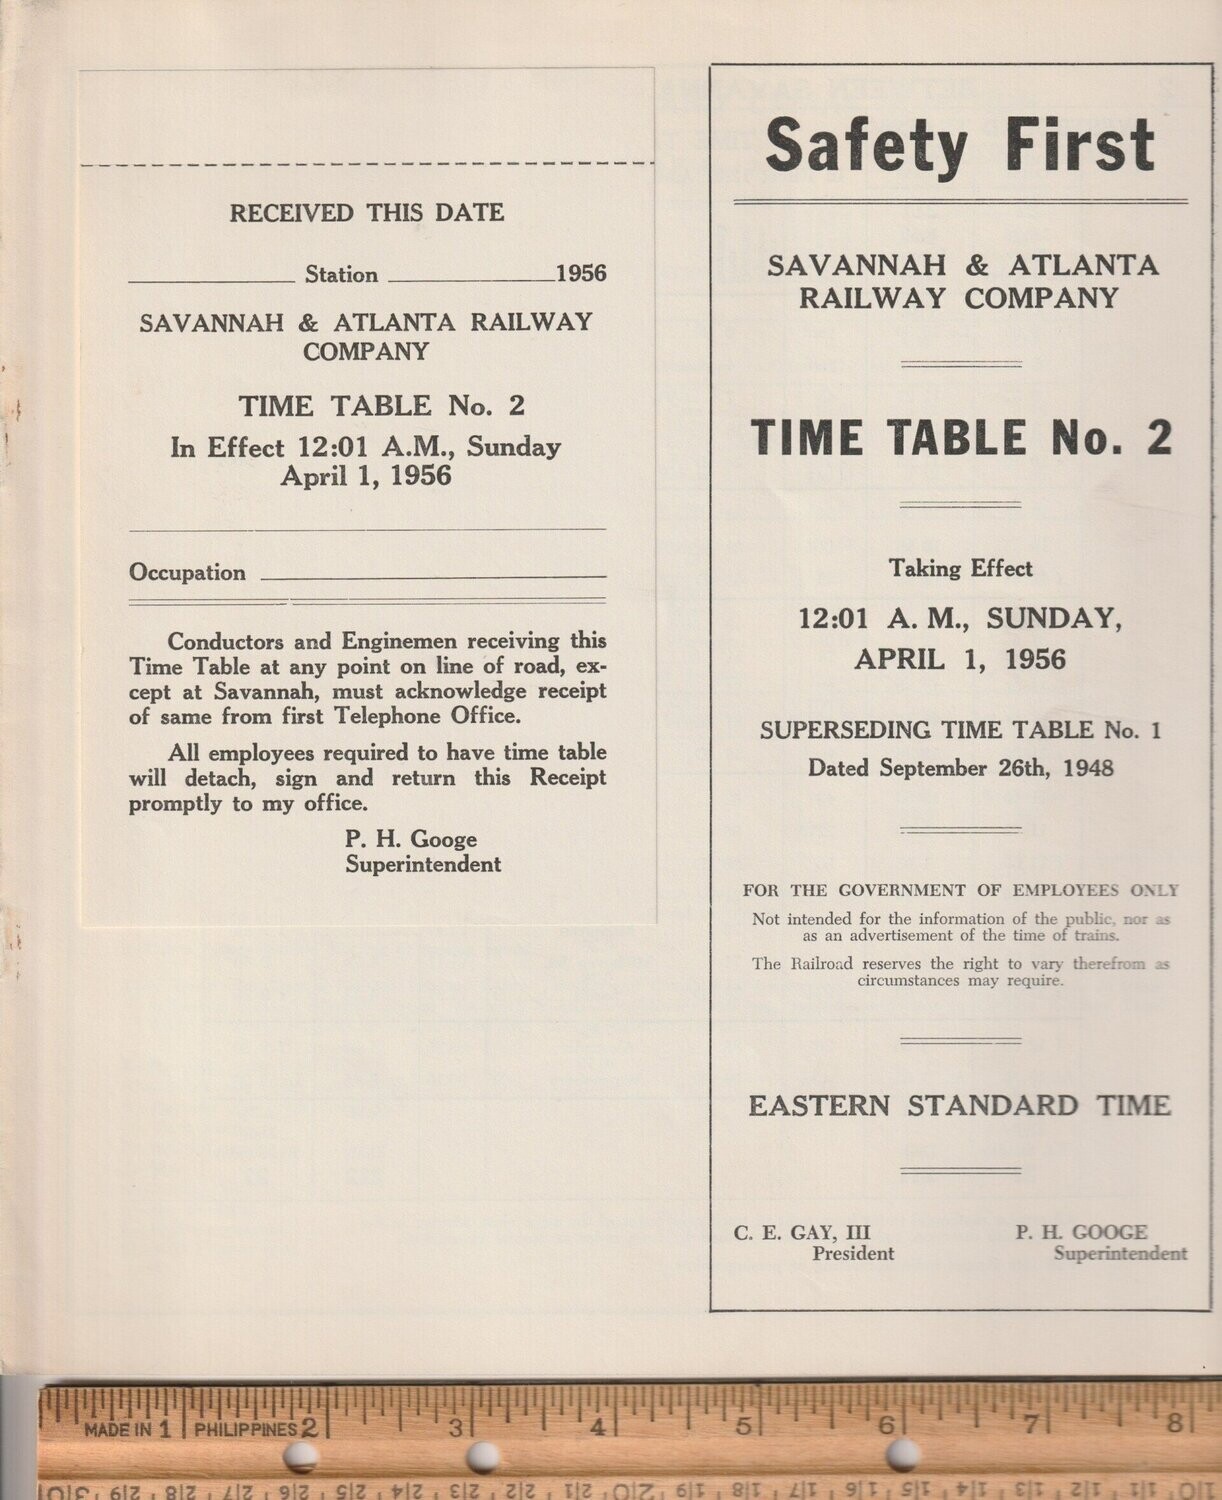 RECEIVED THIS DATE
Station 1956
SAVANNAH & ATLANTA RAILWAY
COMPANY
TIME TABLE No. 2
In Effect 12:01 A.M., Sunday
April 1, 1956
Occupation
Conductors and Enginemen receiving this
Time Table at any point on line of road, ex-
cept at Savannah, must acknowledge receipt
of same from first Telephone Office.
All employees required to have time table
will detach, sign and return this Receipt
promptly to my office.
P. H. Googe
Superintendent
Safety First
SAVANNAH & ATLANTA
RAILWAY COMPANY
TIME TABLE No. 2
Taking Effect
12:01 A. M., SUNDAY,
APRIL 1, 1956
SUPERSEDING TIME TABLE No. 1
Dated September 26th, 1948
FOR THE GOVERNMENT OF EMPLOYEES ONLY
Not intended for the information of the public, nor as
as an advertisement of the time of trains.
The Railroad reserves the right to vary therefrom as
circumstances may require.
EASTERN STANDARD TIME
C. E. GAY, III P. H. GOOGE
President Superintendent
MADE IN 1 PHILIPPINES 2 3 4 5 6 7 8